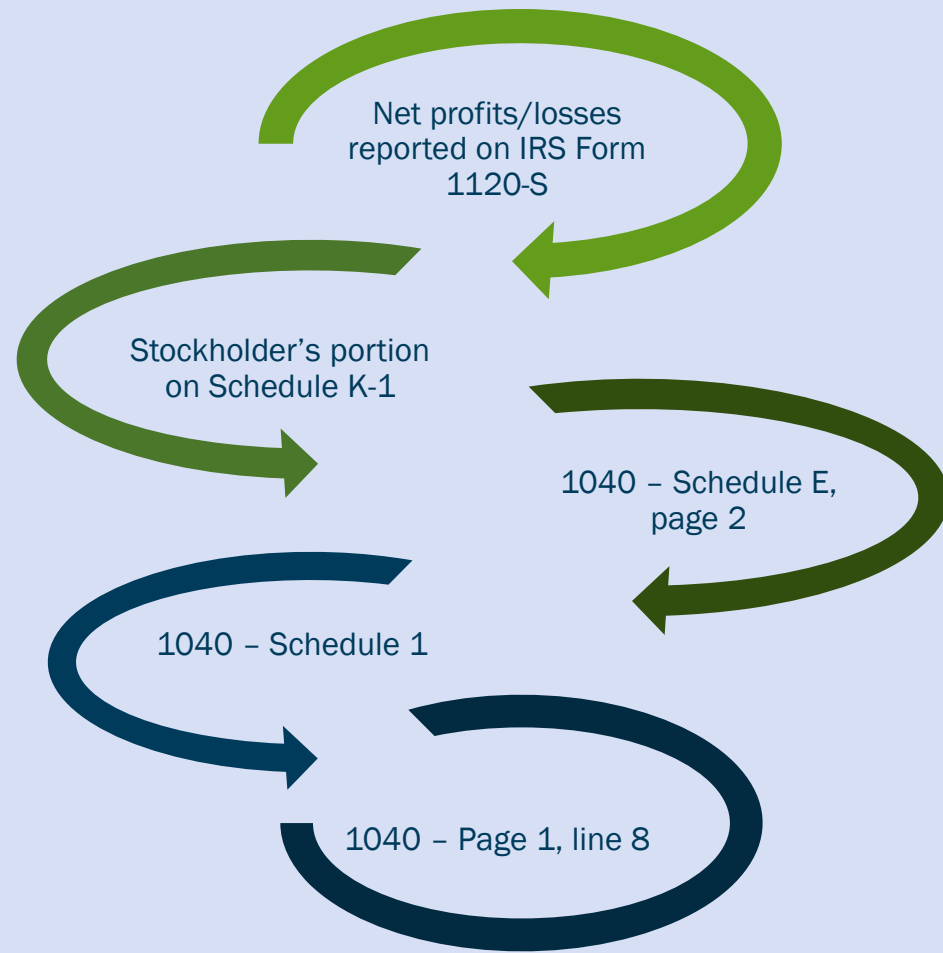 Net profits/losses
reported on IRS Form
1120-S
Stockholder’s portion
on Schedule K-1
1040 – Schedule E,
page 2
1040 – Schedule 1
1040 – Page 1, line 8